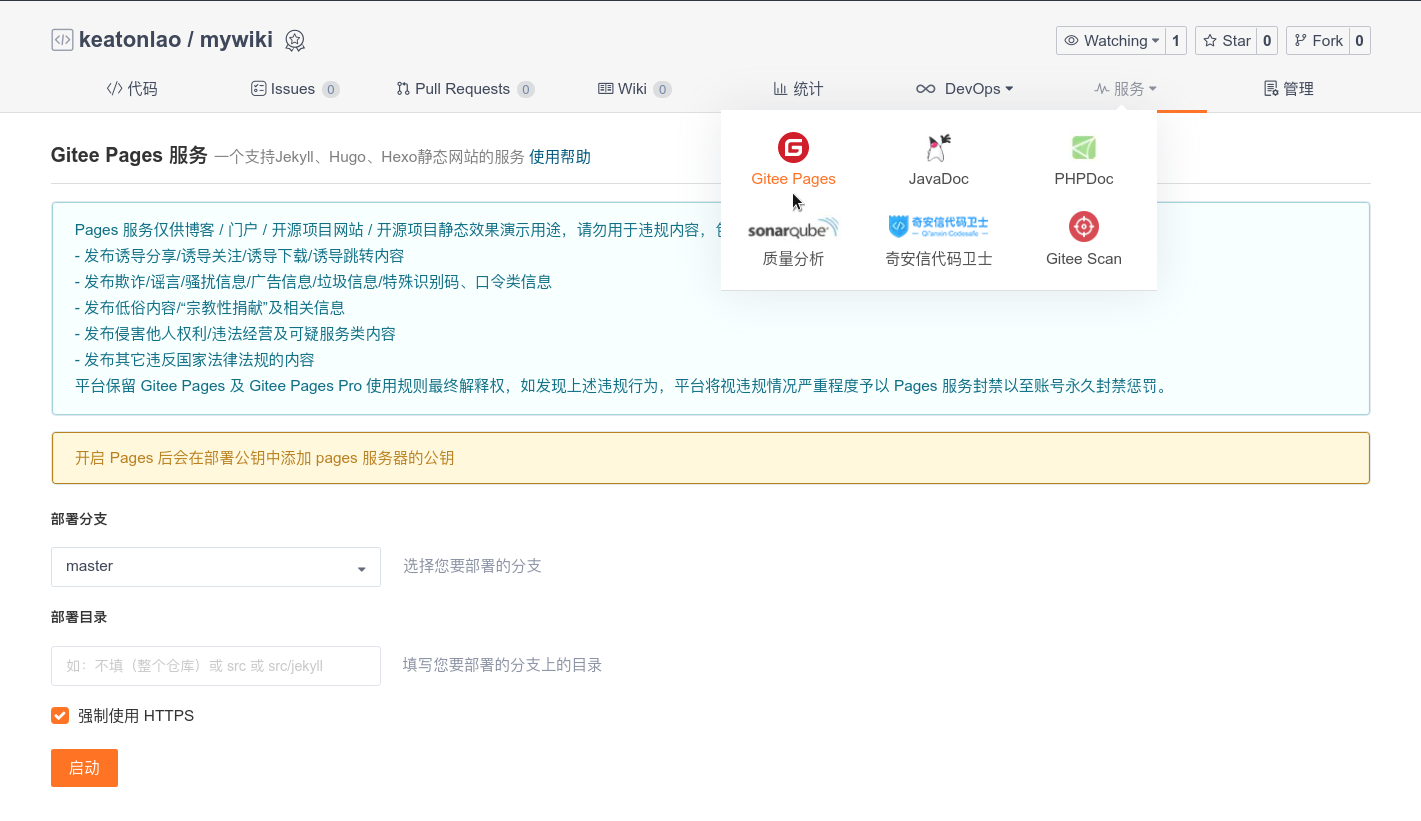 keatonlao / mywiki
Watching 1 Star 0 Fork 0
代码 Issues 0 Pull Requests 0 Wiki 0 统计 DevOps 服务 管理
Gitee Pages 服务 一个支持Jekyll、Hugo、Hexo静态网站的服务 使用帮助
Gitee Pages JavaDoc PHPDoc
sonarqube 奇安信代码卫士
Qi'anxin Codesafe
质量分析 奇安信代码卫士 Gitee Scan
Pages 服务仅供博客 / 门户 / 开源项目网站 / 开源项目静态效果演示用途，请勿用于违规内容，
- 发布诱导分享/诱导关注/诱导下载/诱导跳转内容
- 发布欺诈/谣言/骚扰信息/广告信息/垃圾信息/特殊识别码、口令类信息
- 发布低俗内容/“宗教性捐献”及相关信息
- 发布侵害他人权利/违法经营及可疑服务类内容
- 发布其它违反国家法律法规的内容
平台保留 Gitee Pages 及 Gitee Pages Pro 使用规则最终解释权，如发现上述违规行为，平台将视违规情况严重程度予以 Pages 服务封禁以至账号永久封禁惩罚。
开启 Pages 后会在部署公钥中添加 pages 服务器的公钥
部署分支
master 选择您要部署的分支
部署目录
如：不填（整个仓库）或 src 或 src/jekyll 填写您要部署的分支上的目录
强制使用 HTTPS
启动